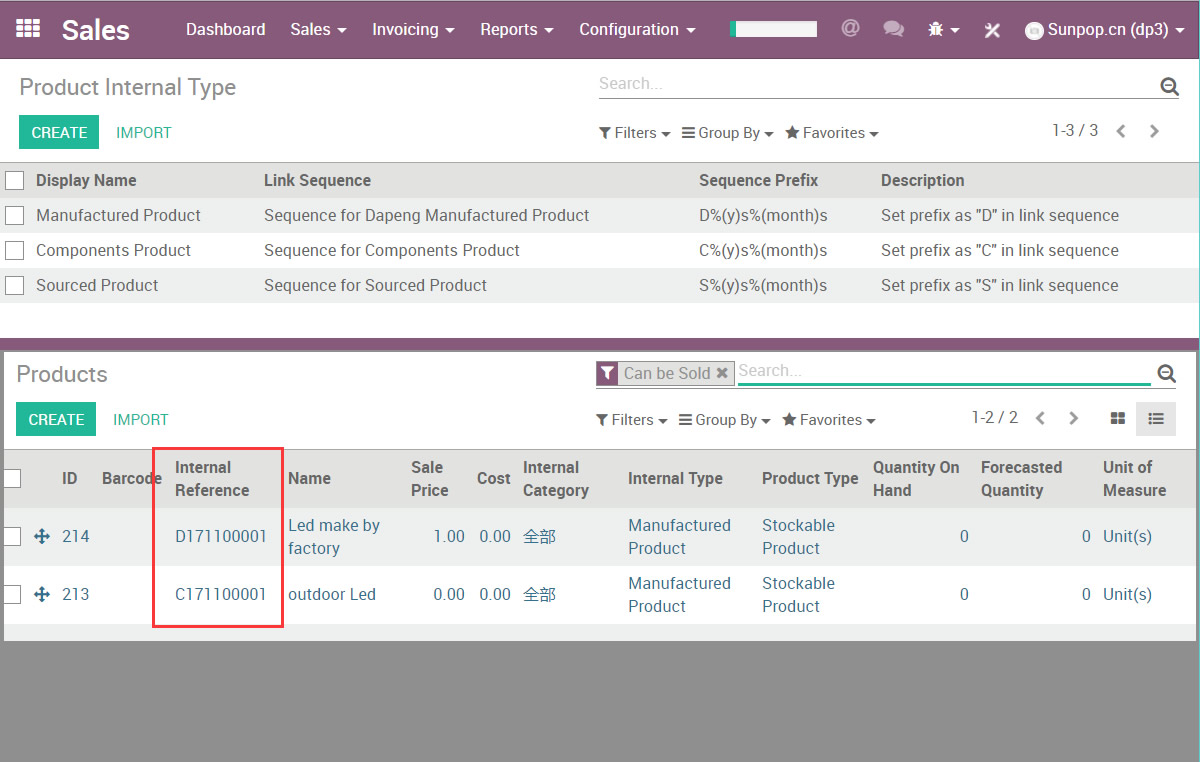 Sales Dashboard Sales Invoicing Reports Configuration @ Sunpop.cn (dp3)
Product Internal Type Search...
CREATE IMPORT Filters Group By Favorites 1-3 / 3
Display Name Link Sequence Sequence Prefix Description
Manufactured Product Sequence for Dapeng Manufactured Product D%(y)s%(month)s Set prefix as "D" in link sequence
Components Product Sequence for Components Product C%(y)s%(month)s Set prefix as "C" in link sequence
Sourced Product Sequence for Sourced Product S%(y)s%(month)s Set prefix as "S" in link sequence
Products Can be Sold Search...
CREATE IMPORT Filters Group By Favorites 1-2 / 2
ID Barcode Internal Reference Name Sale Price Cost Internal Category Internal Type Product Type Quantity On Hand Forecasted Quantity Unit of Measure
214 D171100001 Led make by factory 1.00 0.00 全部 Manufactured Product Stockable Product 0 0 Unit(s)
213 C171100001 outdoor Led 0.00 0.00 全部 Manufactured Product Stockable Product 0 0 Unit(s)